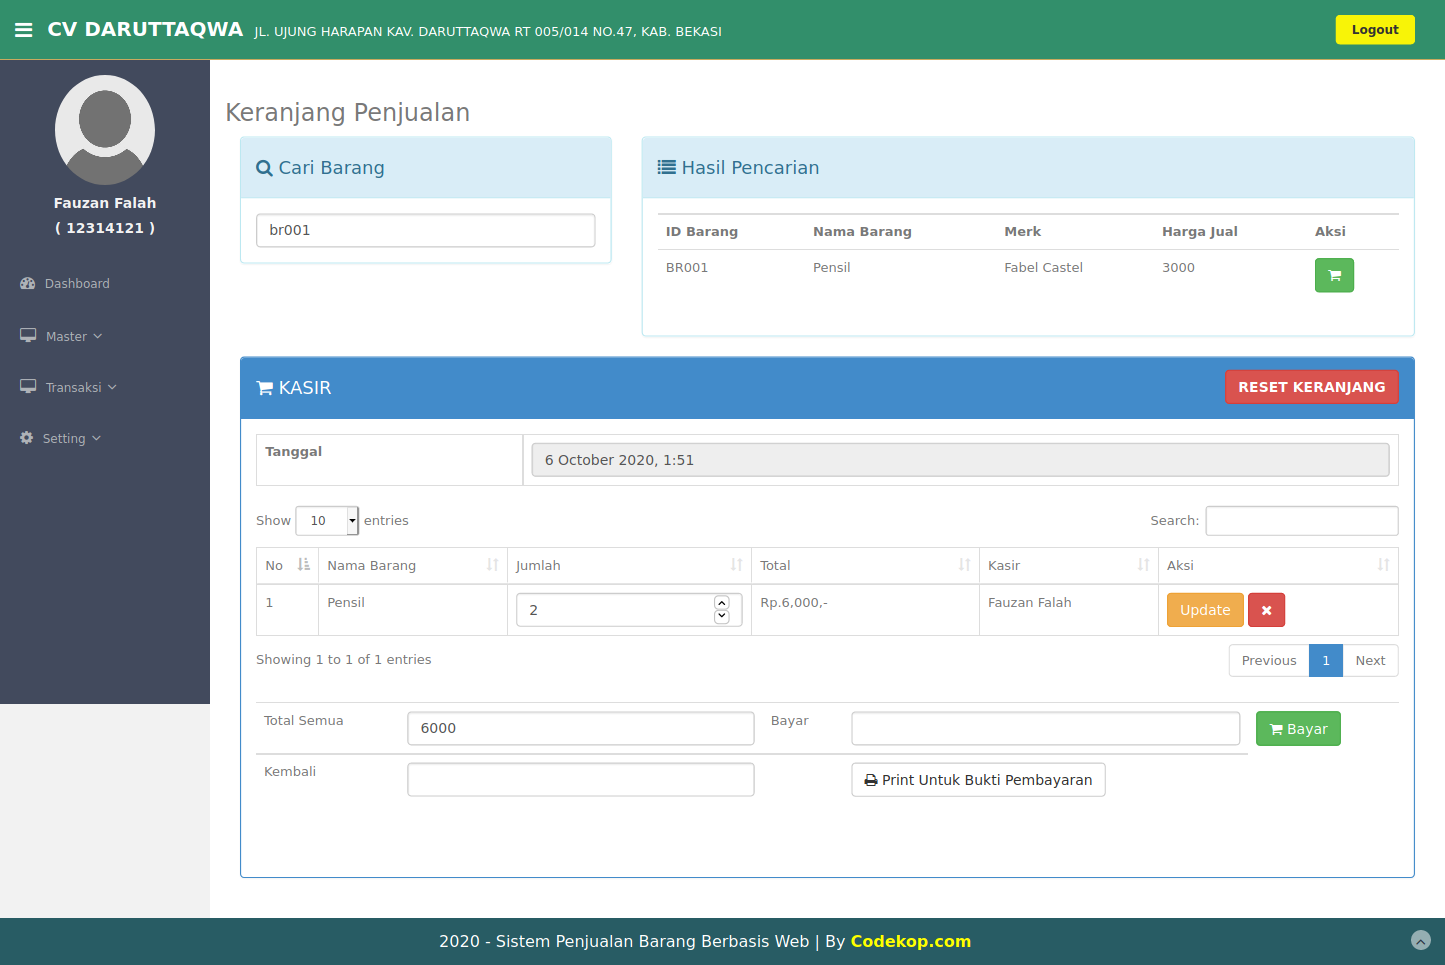 CV DARUTTAQWA JL. UJUNG HARAPAN KAV. DARUTTAQWA RT 005/014 NO.47, KAB. BEKASI
Logout
Fauzan Falah
( 12314121 )
Dashboard
Master
Transaksi
Setting
Keranjang Penjualan
Cari Barang
br001
Hasil Pencarian
ID Barang Nama Barang Merk Harga Jual Aksi
BR001 Pensil Fabel Castel 3000
KASIR
RESET KERANJANG
Tanggal 6 October 2020, 1:51
Show 10 entries Search:
No Nama Barang Jumlah Total Kasir Aksi
1 Pensil 2 Rp.6,000,- Fauzan Falah Update
Showing 1 to 1 of 1 entries Previous 1 Next
Total Semua 6000 Bayar Bayar
Kembali Print Untuk Bukti Pembayaran
2020 - Sistem Penjualan Barang Berbasis Web | By Codekop.com